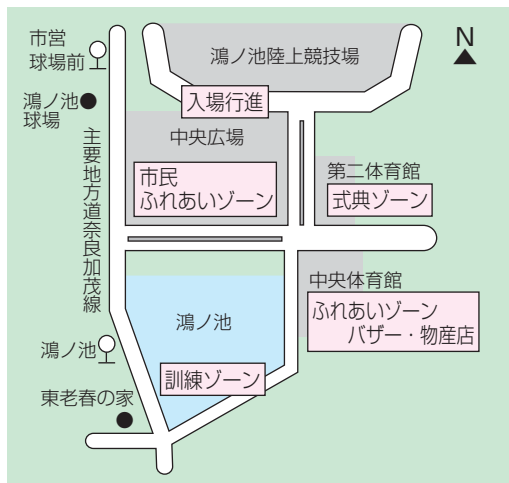 市営
球場前
鴻ノ池陸上競技場
N
鴻ノ池
球場
入場行進
中央広場
主要地方道奈良加茂線
市民
ふれあいゾーン
第二体育館
式典ゾーン
中央体育館
ふれあいゾーン
バザー・物産店
鴻ノ池
鴻ノ池
訓練ゾーン
東老春の家